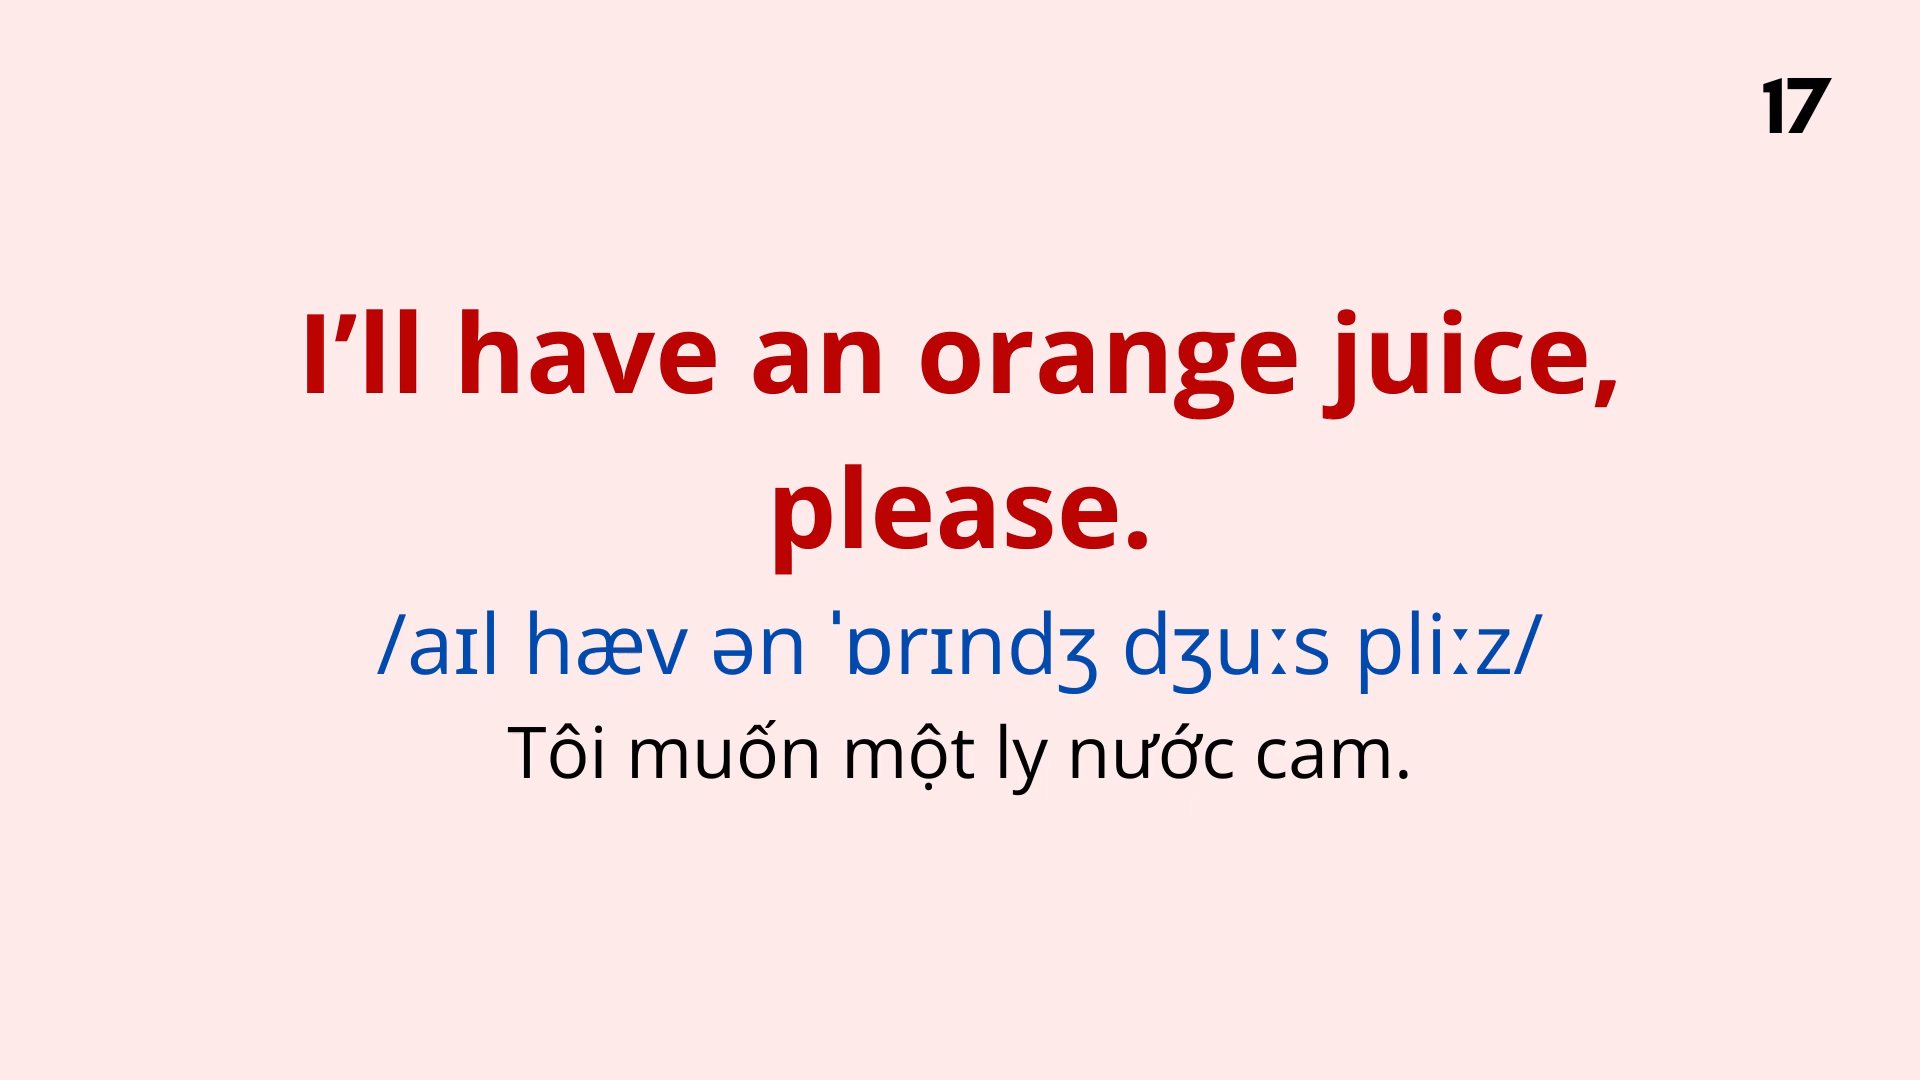 17
I’ll have an orange juice,
please.
/aɪl hæv ən ˈɒrɪndʒ dʒuːs pliːz/
Tôi muốn một ly nước cam.